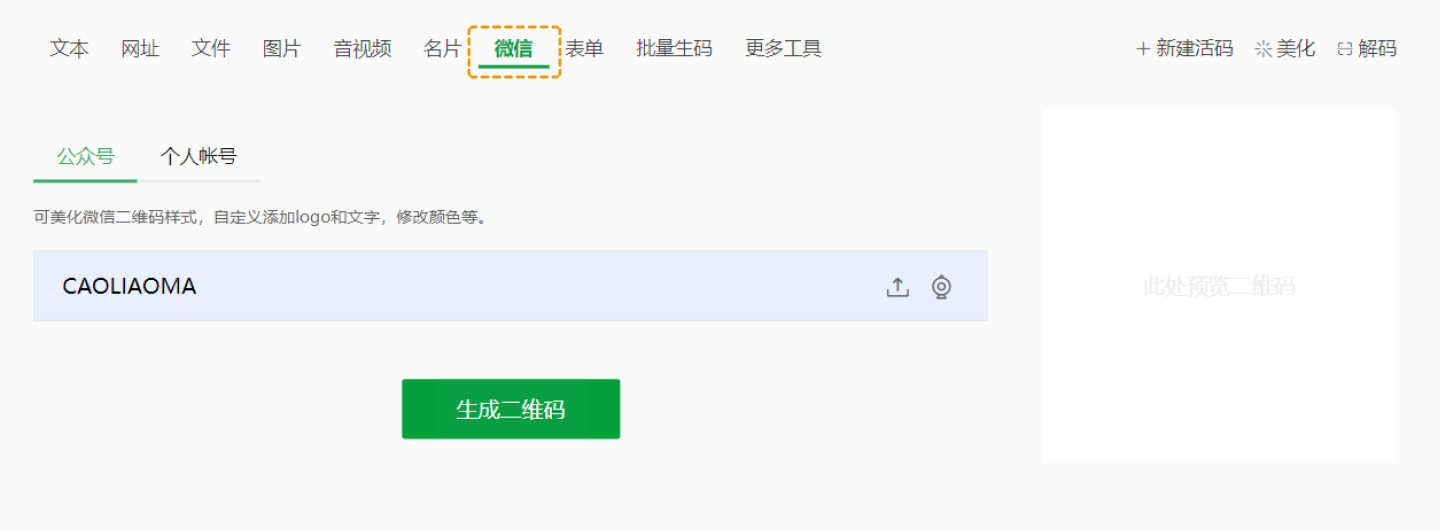 文本 网址 文件 图片 音视频 名片 微信 表单 批量生码 更多工具 + 新建活码 美化 解码
公众号 个人帐号
可美化微信二维码样式，自定义添加logo和文字，修改颜色等。
CAOLIAOMA
此处预览二维码
生成二维码